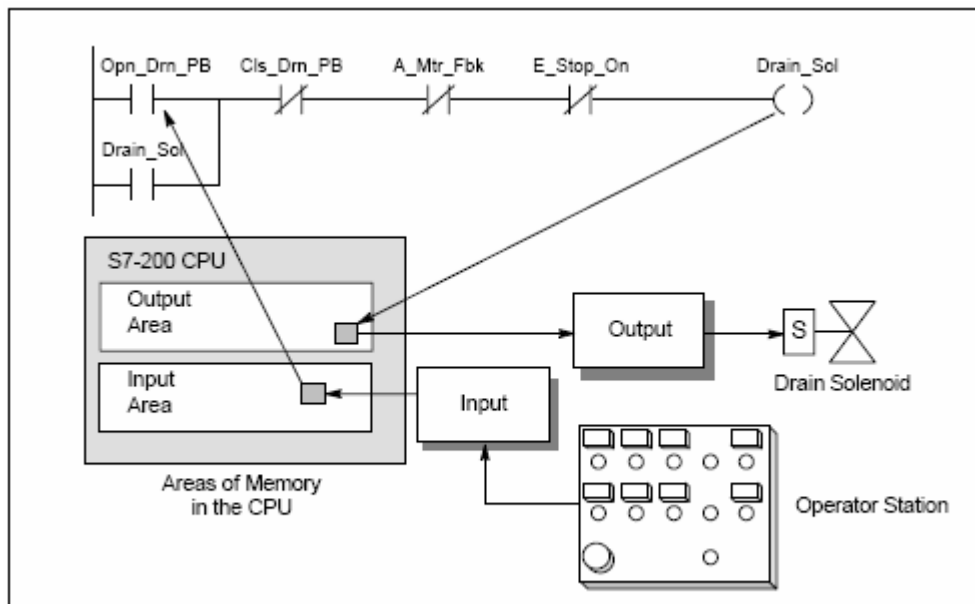 Opn_Drn_PB Cls_Drn_PB A_Mtr_Fbk E_Stop_On Drain_Sol
Drain_Sol
S7-200 CPU
Output
Area
Output
S
Drain Solenoid
Input
Area
Input
Areas of Memory
in the CPU
Operator Station